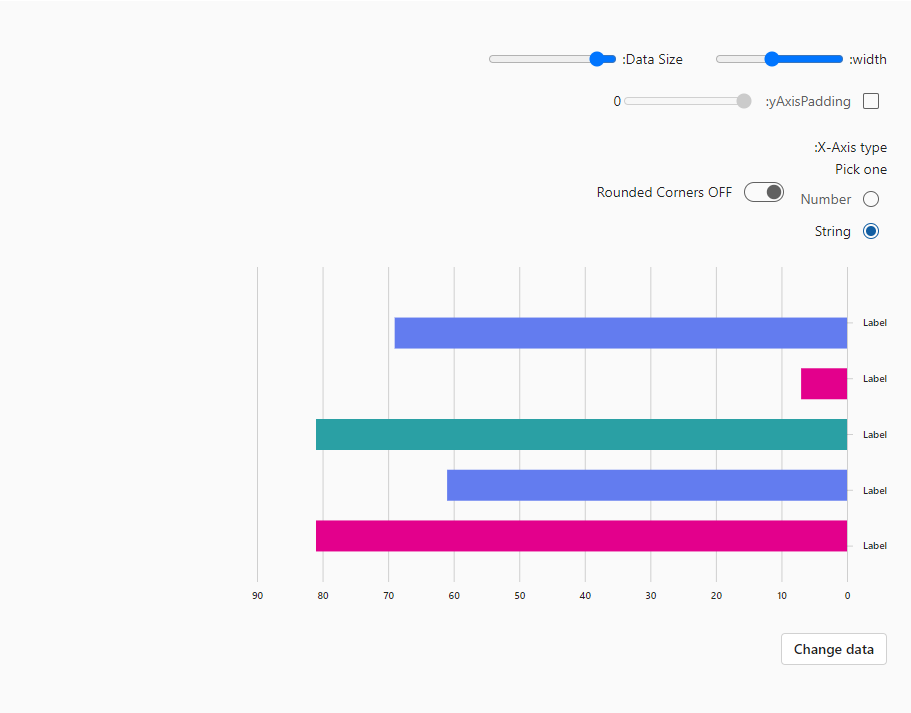 :width
:Data Size
:yAxisPadding
0
:X-Axis type
Pick one
Number
String
Rounded Corners OFF
Label
Label
Label
Label
Label
90 80 70 60 50 40 30 20 10 0
Change data